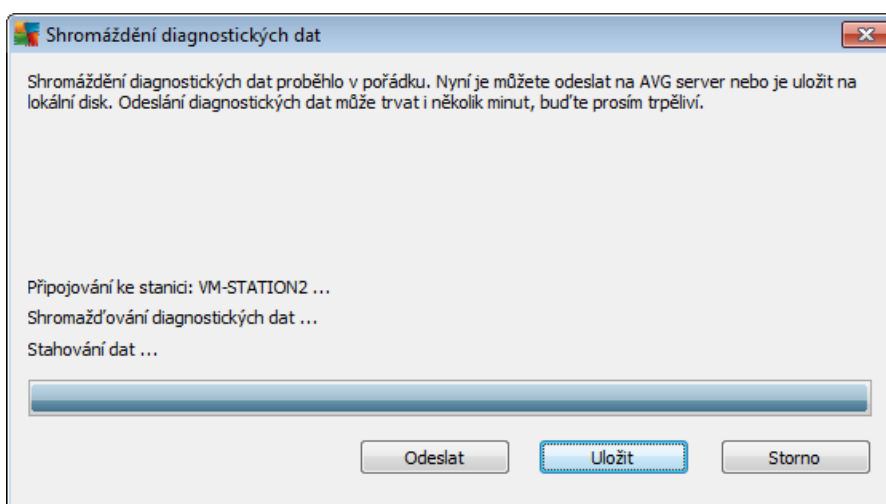 Shromáždění diagnostických dat
Shromáždění diagnostických dat proběhlo v pořádku. Nyní je můžete odeslat na AVG server nebo je uložit na
lokální disk. Odeslání diagnostických dat může trvat i několik minut, buďte prosím trpěliví.
Připojování ke stanici: VM-STATION2 ...
Shromažďování diagnostických dat ...
Stahování dat ...
Odeslat Uložit Storno